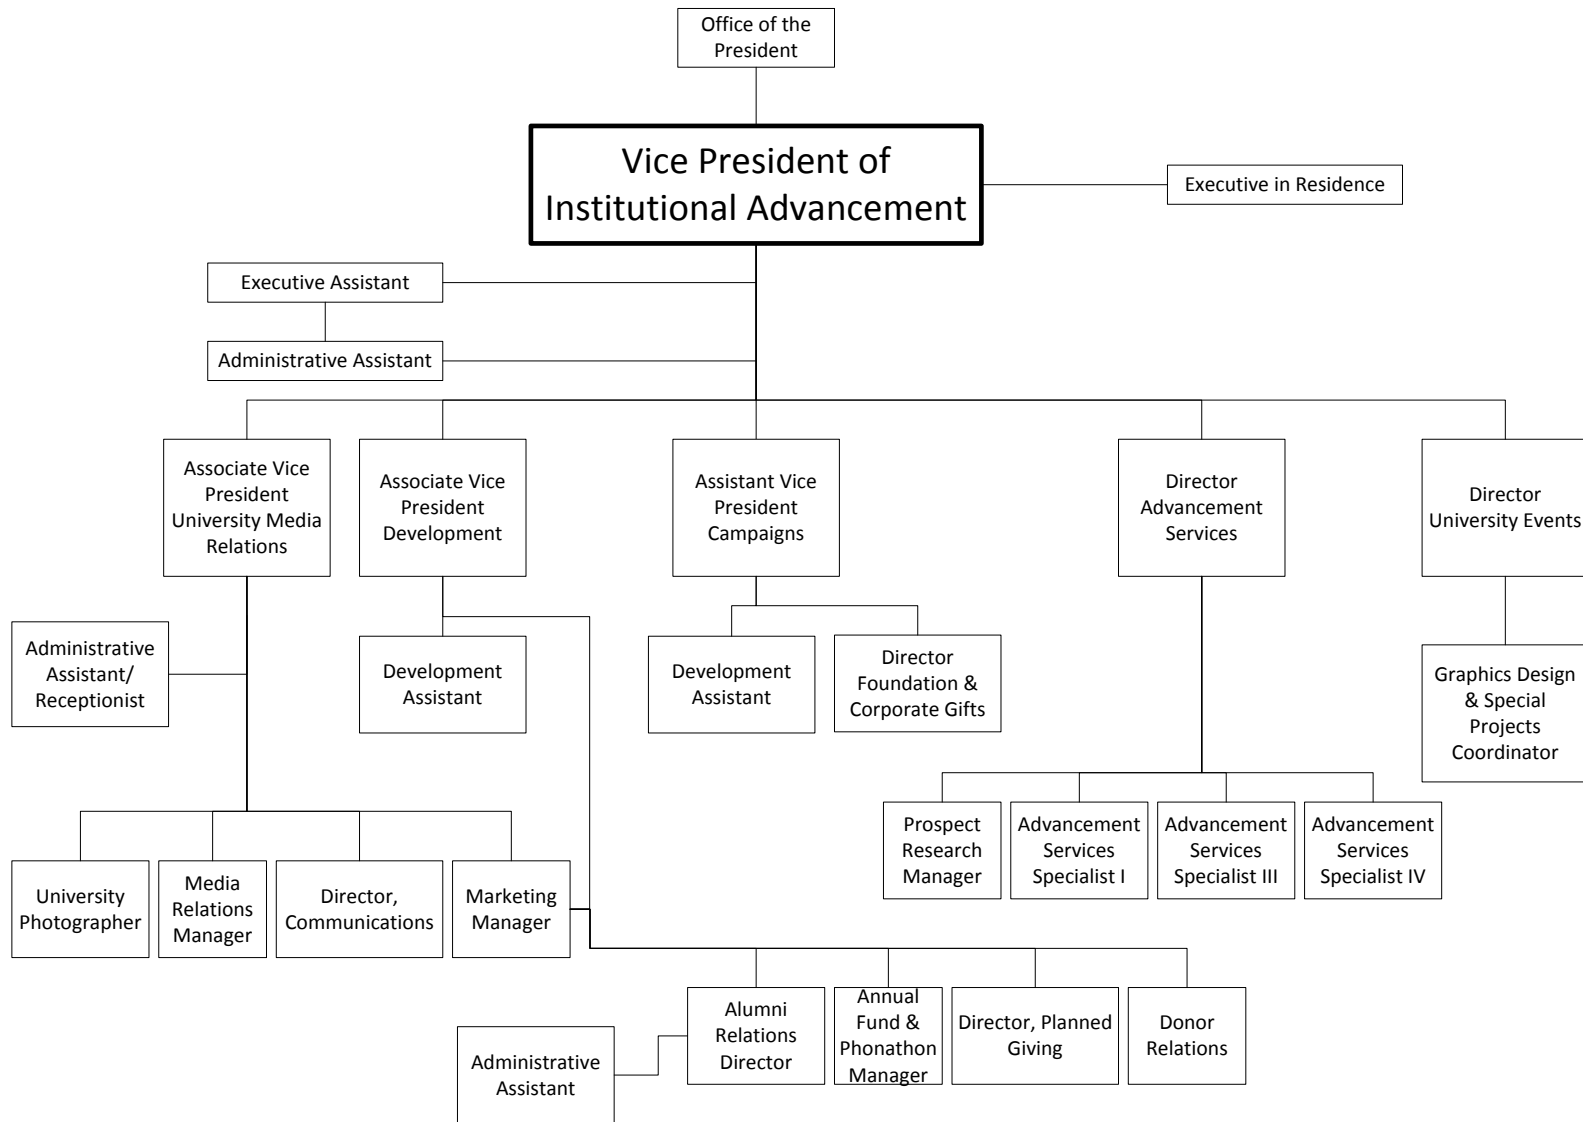 Office of the
President
Vice President of
Institutional Advancement
Executive in Residence
Executive Assistant
Administrative Assistant
Associate Vice
President
University Media
Relations
Associate Vice
President
Development
Assistant Vice
President
Campaigns
Director
Advancement
Services
Director
University Events
Administrative
Assistant/
Receptionist
Development
Assistant
Development
Assistant
Director
Foundation &
Corporate Gifts
Graphics Design
& Special
Projects
Coordinator
Prospect
Research
Manager
Advancement
Services
Specialist I
Advancement
Services
Specialist III
Advancement
Services
Specialist IV
University
Photographer
Media
Relations
Manager
Director,
Communications
Marketing
Manager
Alumni
Relations
Director
Annual
Fund &
Phonathon
Manager
Director, Planned
Giving
Donor
Relations
Administrative
Assistant